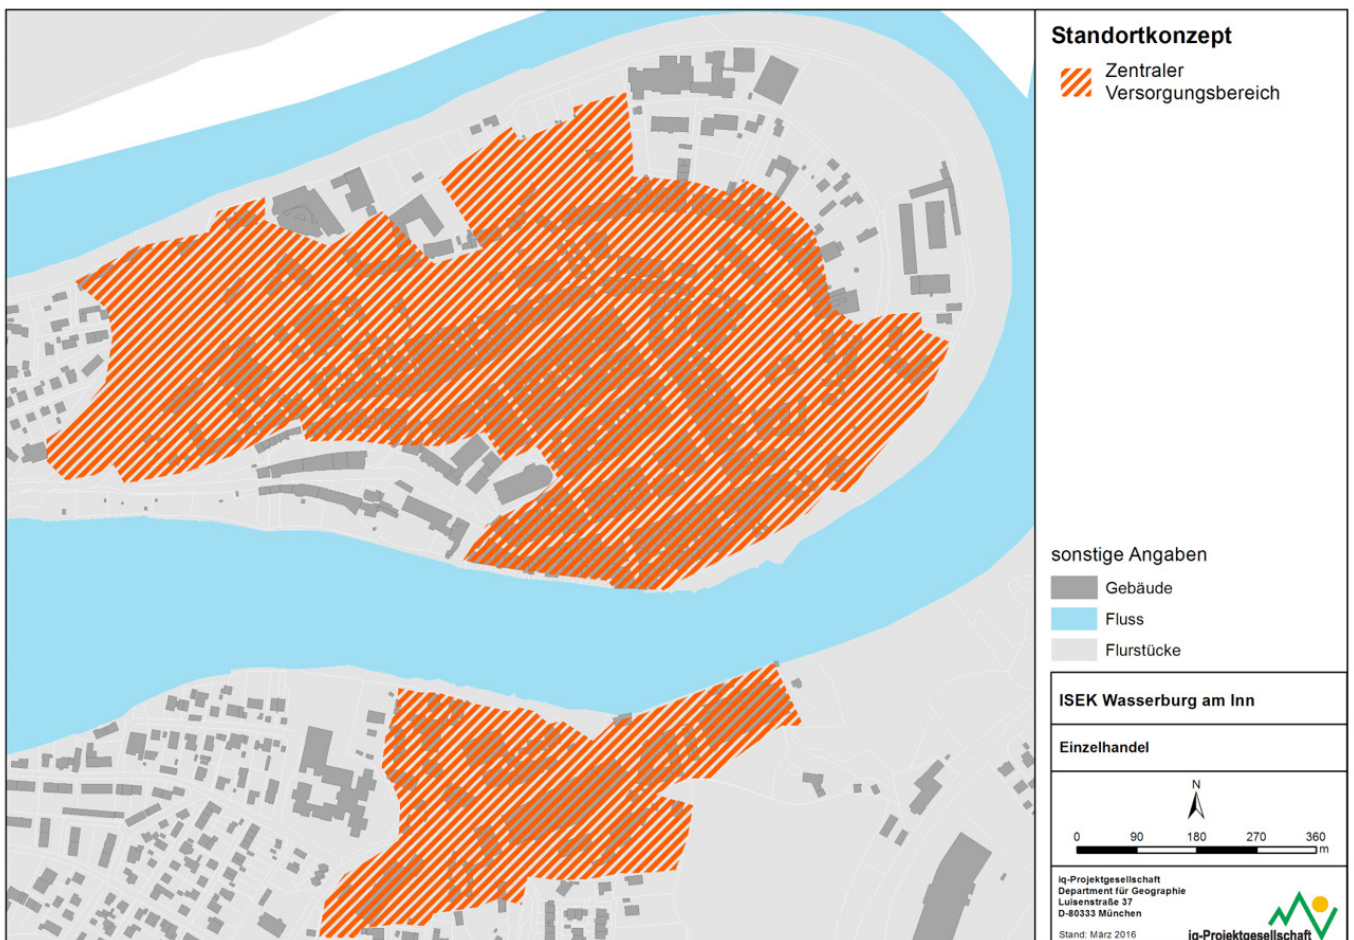 Standortkonzept
Zentraler
Versorgungsbereich
sonstige Angaben
Gebäude
Fluss
Flurstücke
ISEK Wasserburg am Inn
Einzelhandel
N
0 90 180 270 360
m
iq-Projektgesellschaft
Department für Geographie
Luisenstraße 37
D-80333 München
Stand: März 2016
iq-Projektgesellschaft